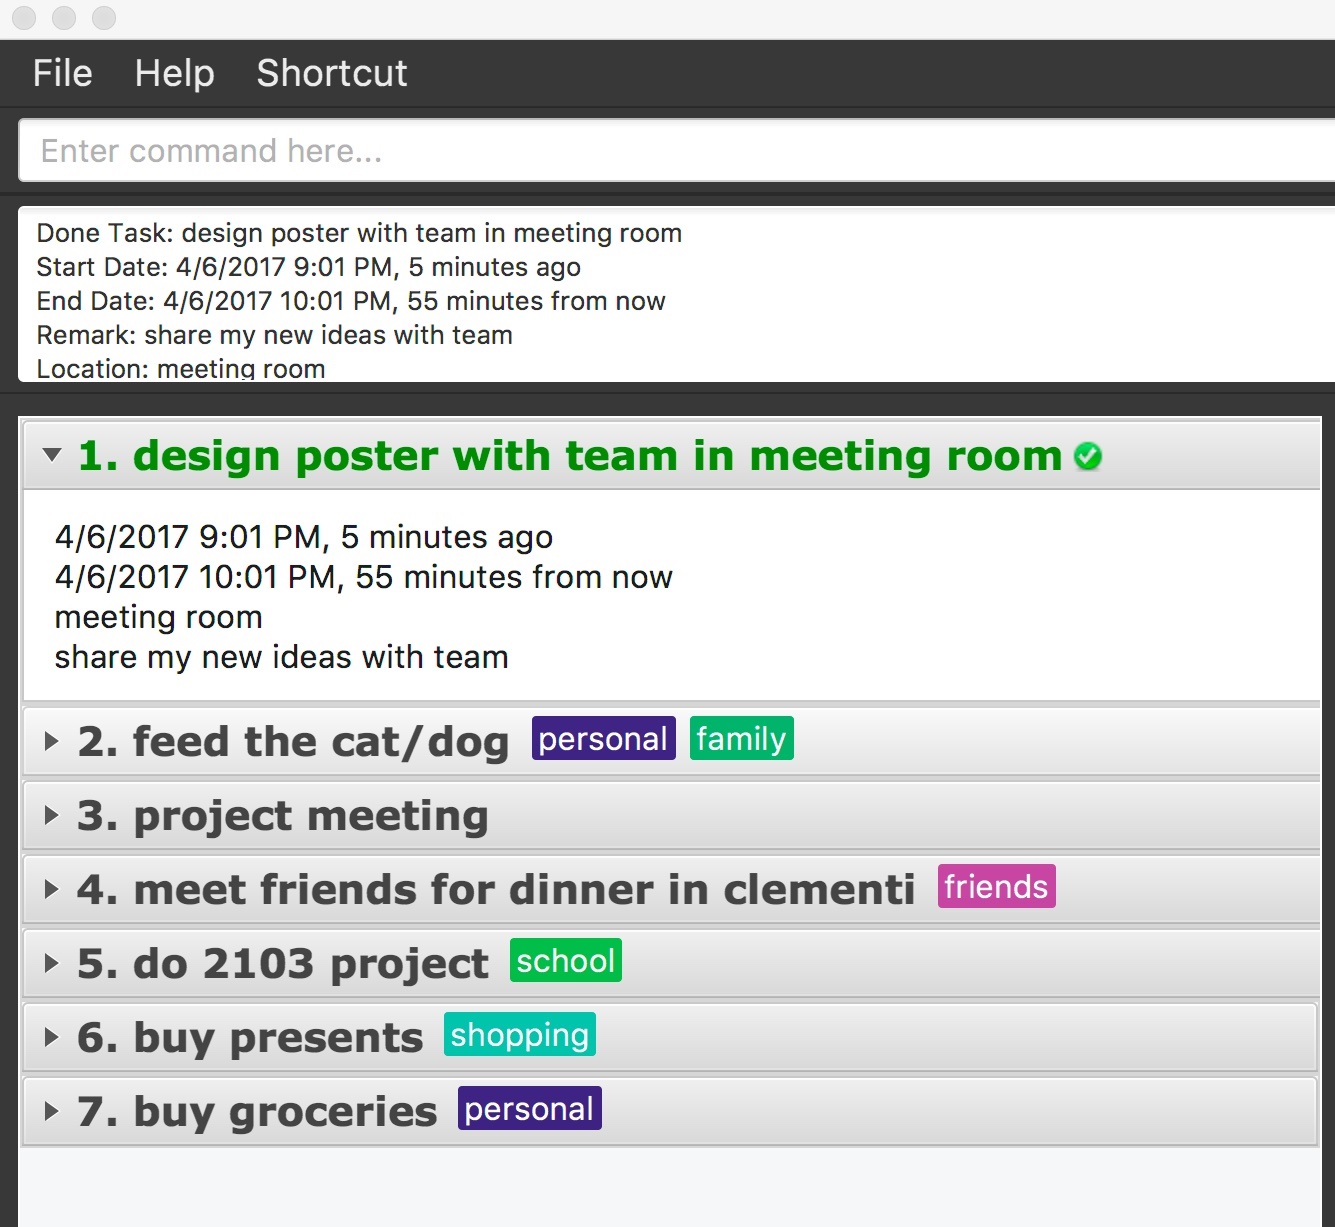 File Help Shortcut
Enter command here...
Done Task: design poster with team in meeting room
Start Date: 4/6/2017 9:01 PM, 5 minutes ago
End Date: 4/6/2017 10:01 PM, 55 minutes from now
Remark: share my new ideas with team
Location: meeting room
1. design poster with team in meeting room
4/6/2017 9:01 PM, 5 minutes ago
4/6/2017 10:01 PM, 55 minutes from now
meeting room
share my new ideas with team
2. feed the cat/dog personal family
3. project meeting
4. meet friends for dinner in clementi friends
5. do 2103 project school
6. buy presents shopping
7. buy groceries personal